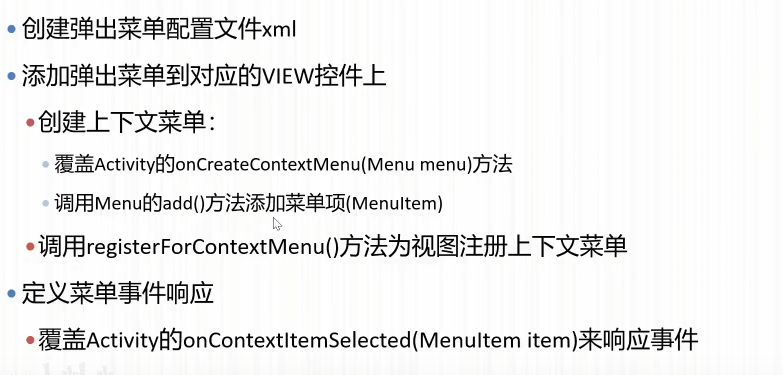 创建弹出菜单配置文件xml
添加弹出菜单到对应的VIEW控件上
创建上下文菜单：
覆盖Activity的onCreateContextMenu(Menu menu)方法
调用Menu的add()方法添加菜单项(MenuItem)
调用registerForContextMenu()方法为视图注册上下文菜单
定义菜单事件响应
覆盖Activity的onContextItemSelected(MenuItem item)来响应事件